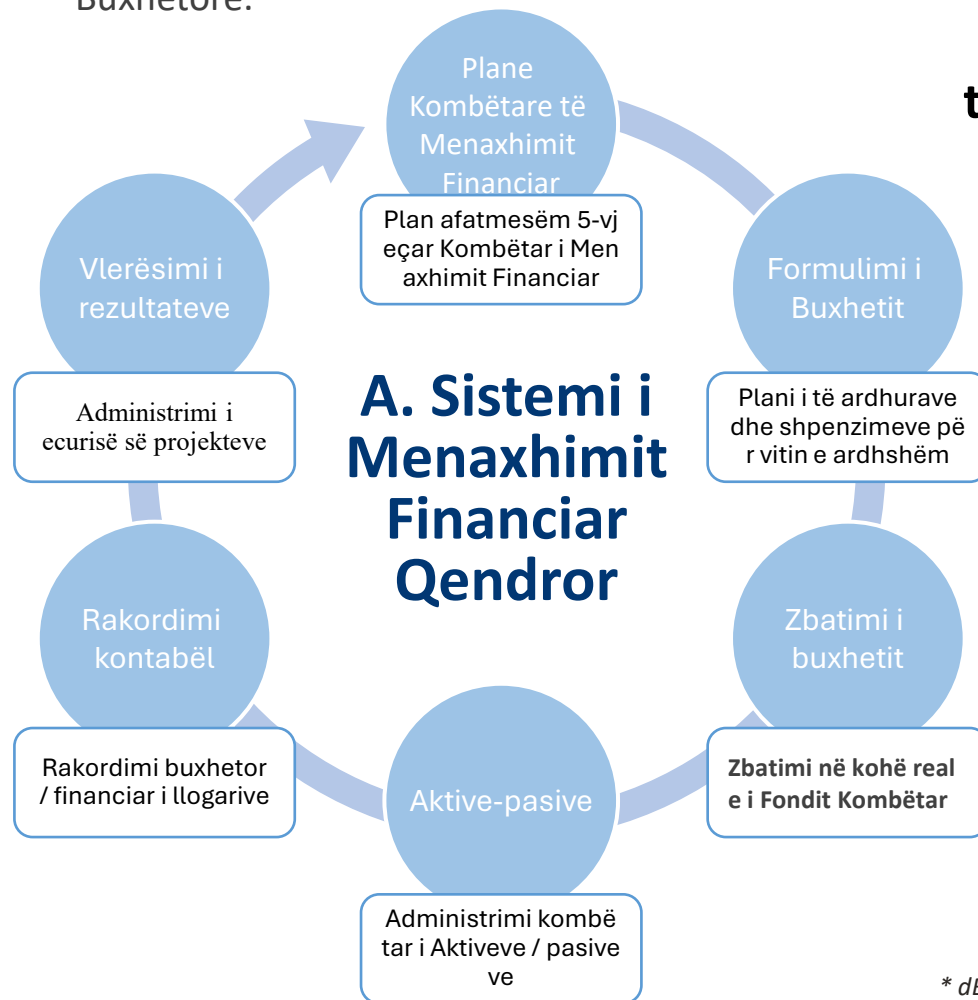 Buxhetore.
t
Plane
Kombëtare të
Menaxhimit
Financiar
Plan afatmesëm 5-vj
eçar Kombëtar i Men
axhimit Financiar
Formulimi i
Buxhetit
Plani i të ardhurave
dhe shpenzimeve pë
r vitin e ardhshëm
Zbatimi i
buxhetit
Zbatimi në kohë real
e i Fondit Kombëtar
Aktive-pasive
Administrimi kombë
tar i Aktiveve / pasive
ve
Rakordimi
kontabël
Rakordimi buxhetor
/ financiar i llogarive
Vlerësimi i
rezultateve
Administrimi i
ecurisë së projekteve
A. Sistemi i
Menaxhimit
Financiar
Qendror